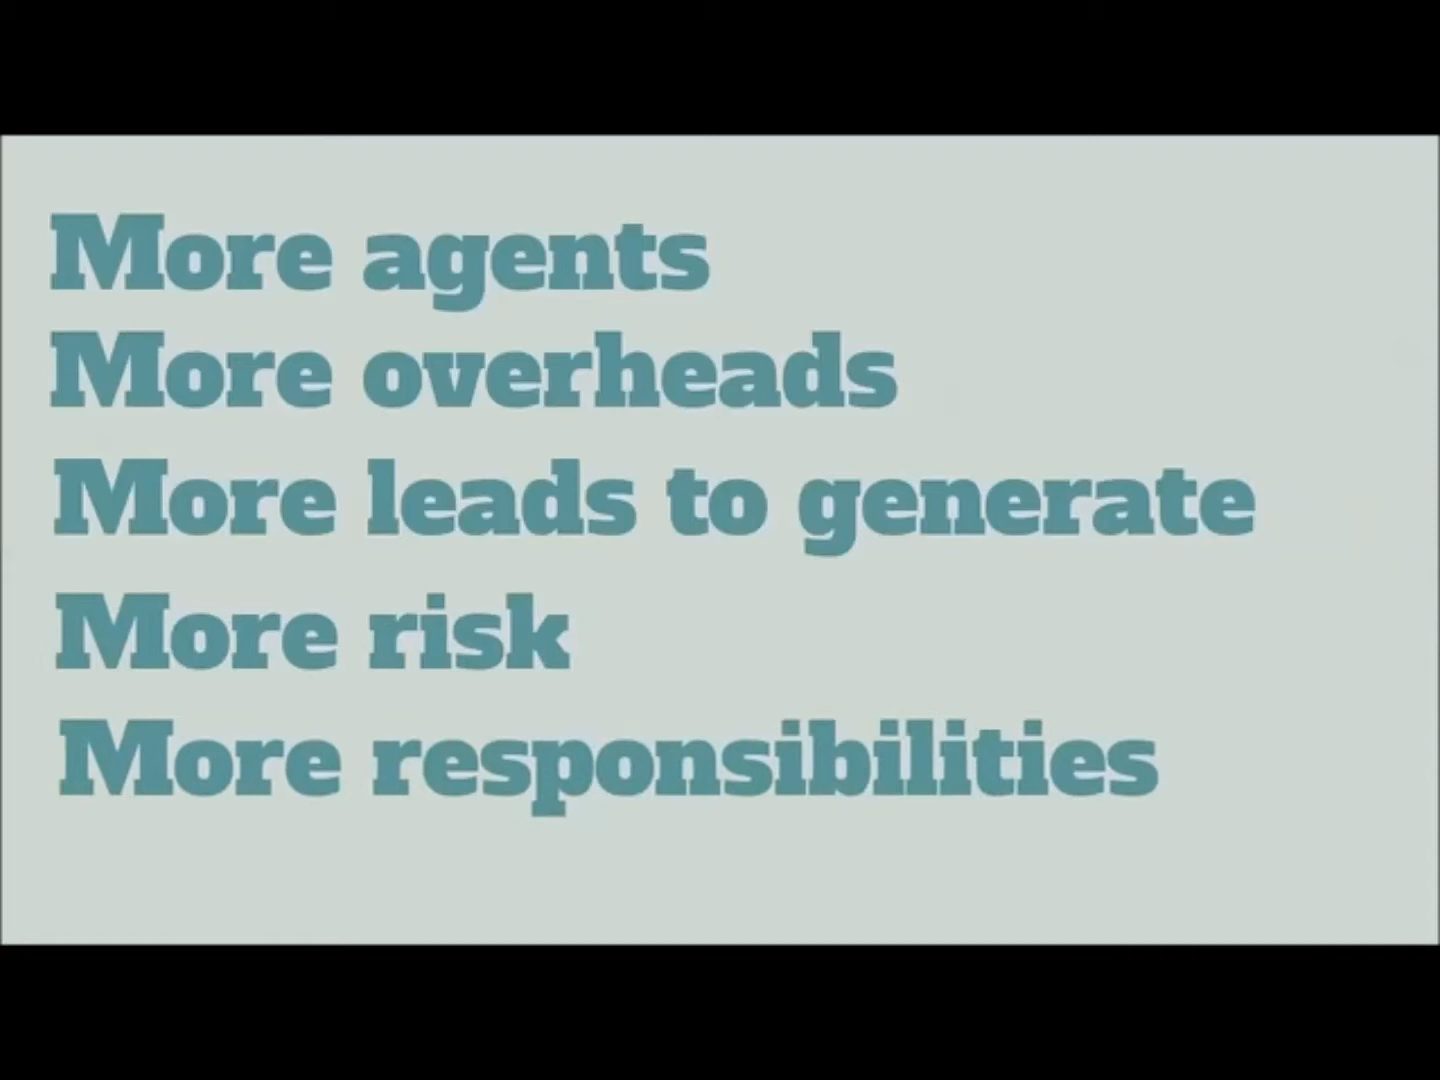 More agents
More overheads
More leads to generate
More risk
More responsibilities